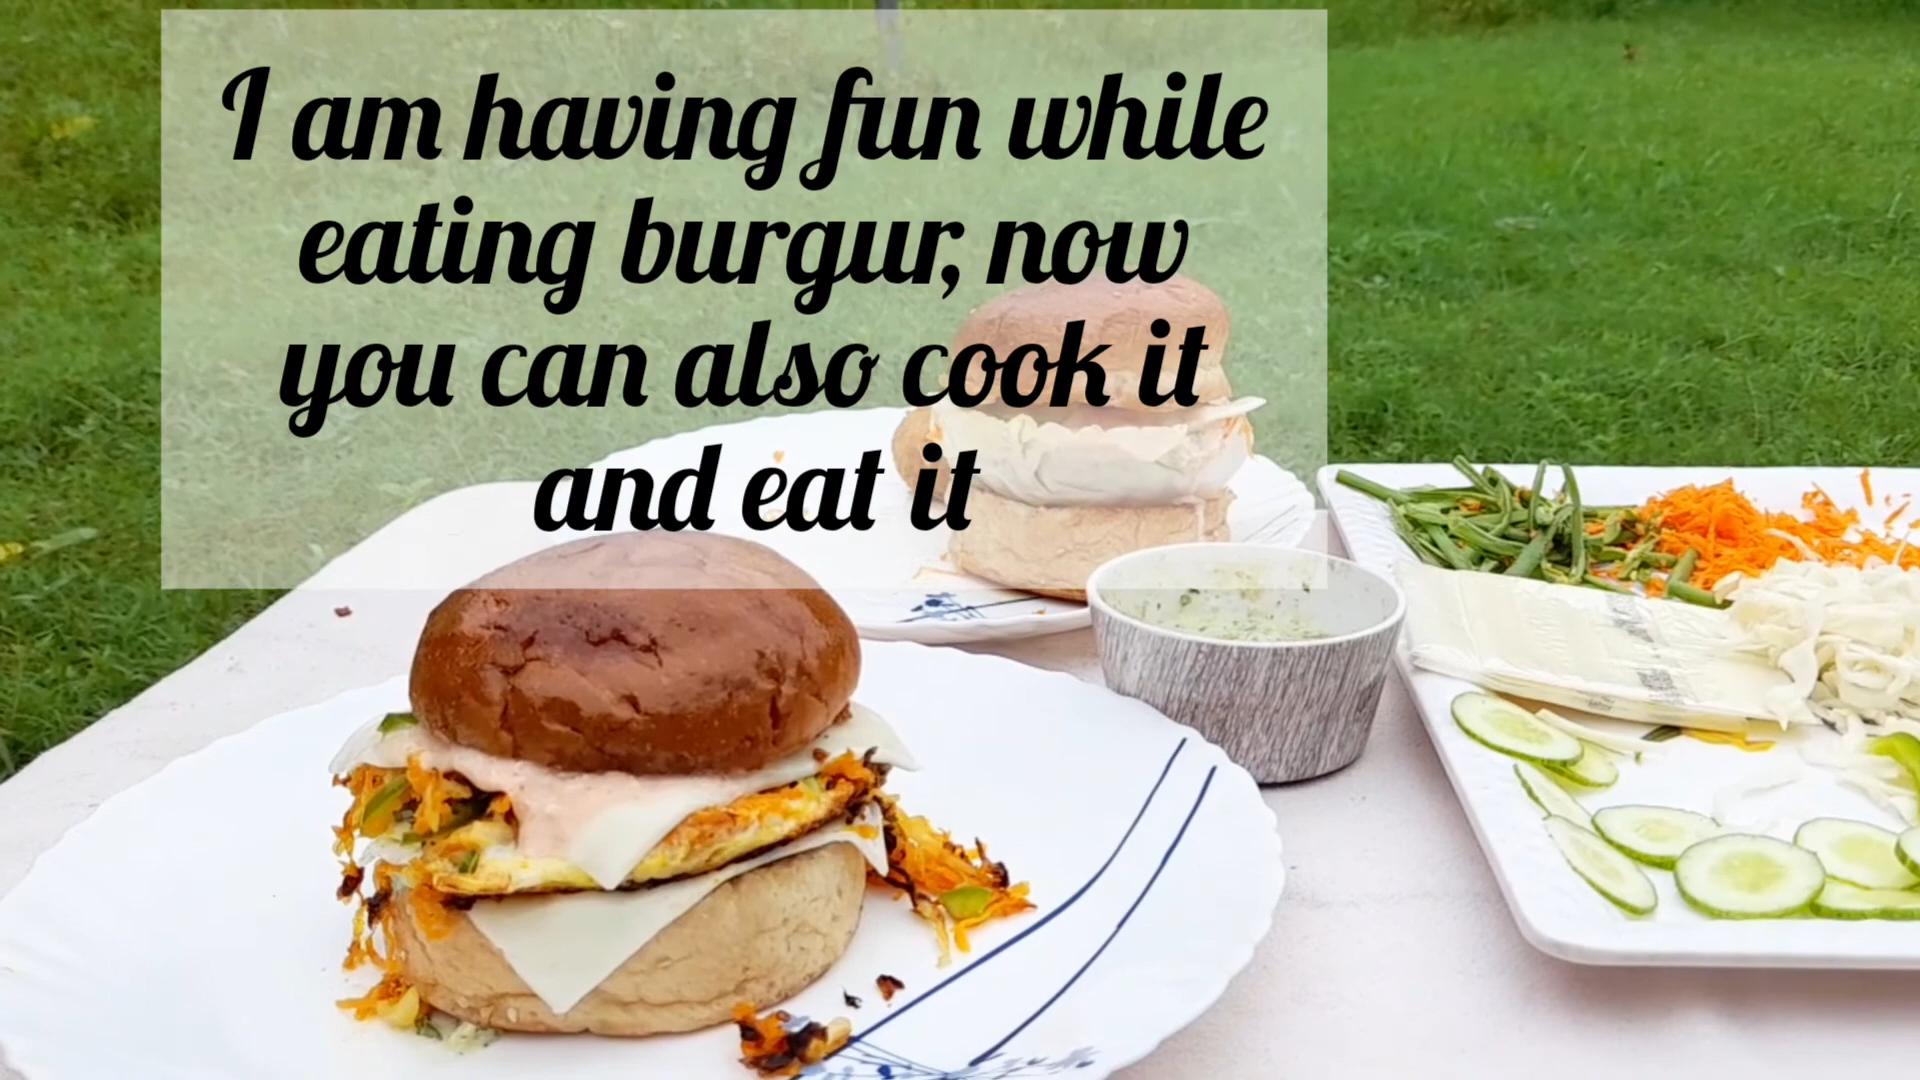 I am having fun while
eating burgur, now
you can also cook it
and eat it